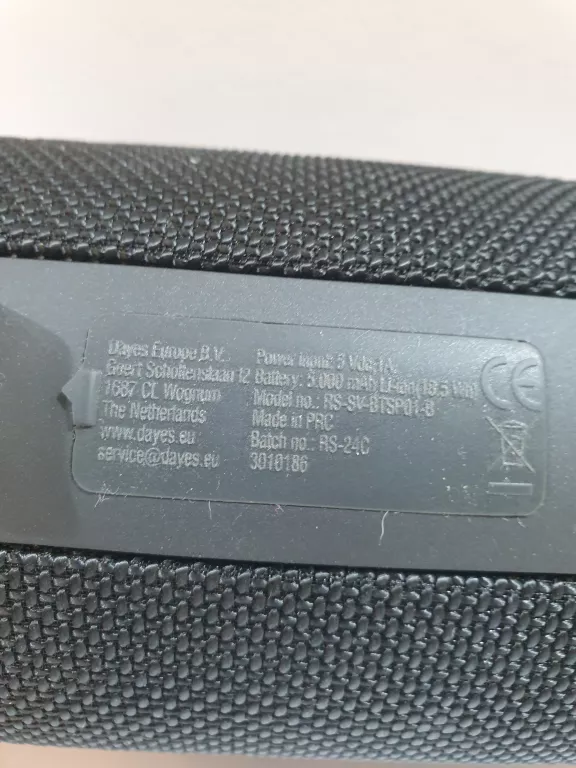 Dayes Europe B.V.
Geert Scholtenslaan 12
1687 CL Wognum
The Netherlands
www.dayes.eu
service@dayes.eu
Power input: 5 Vdc, 1A,
Battery: 5.000 mAh Li-ion (18.5 Wh)
Model no.: RS-SV-BTSP01-B
Made in PRC
Batch no.: RS-24C
3010186
CE